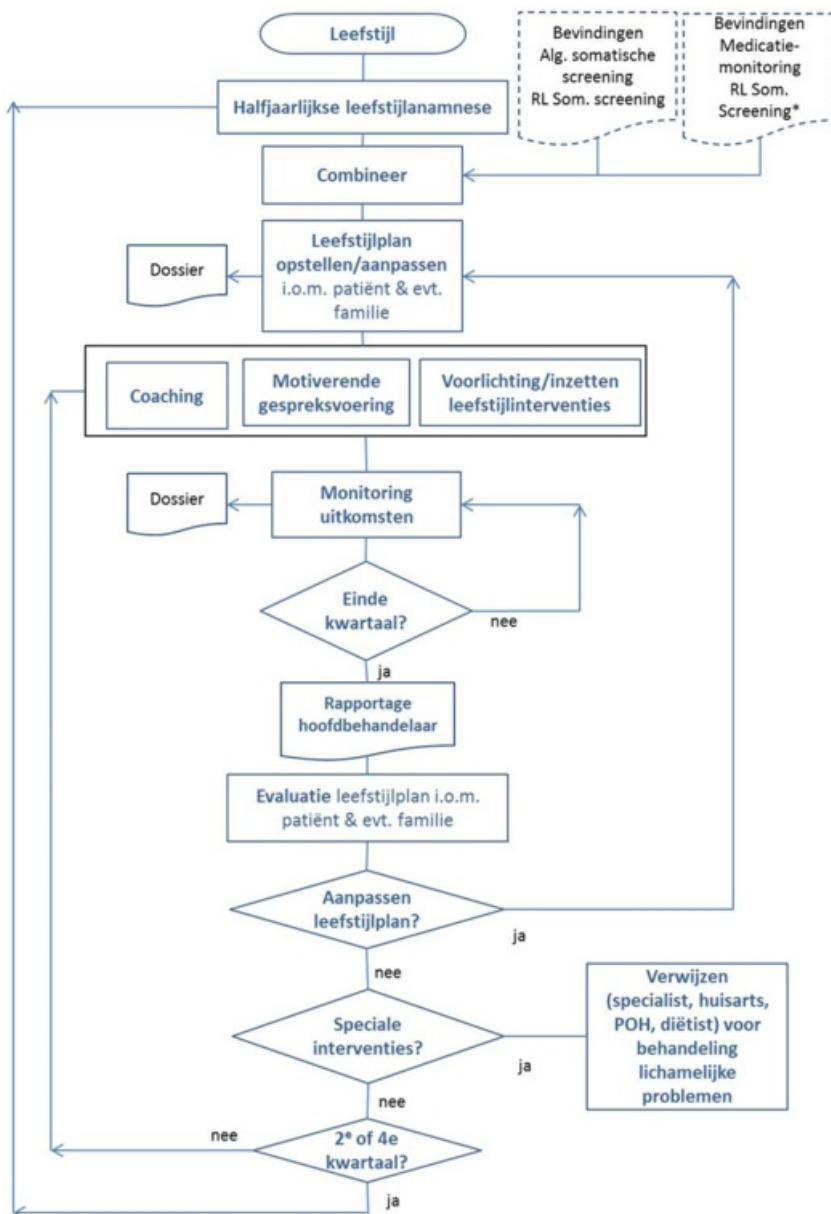 Leefstijl
Bevindingen
Alg. somatische
screening
RL Som. screening
Bevindingen
Medicatie-
monitoring
RL Som.
Screening*
Halfjaarlijkse leefstijlanamnese
Combineer
Leefstijlplan
opstellen/aanpassen
i.o.m. patiënt & evt.
familie
Dossier
Coaching
Motiverende
gespreksvoering
Voorlichting/inzetten
leefstijlinterventies
Dossier
Monitoring
uitkomsten
Einde
kwartaal?
nee
ja
Rapportage
hoofdbehandelaar
Evaluatie leefstijlplan i.o.m.
patiënt & evt. familie
Aanpassen
leefstijlplan?
ja
nee
Speciale
interventies?
ja
Verwijzen
(specialist, huisarts,
POH, diëtist) voor
behandeling
lichamelijke
problemen
nee
nee
2ᵉ of 4e
kwartaal?
ja